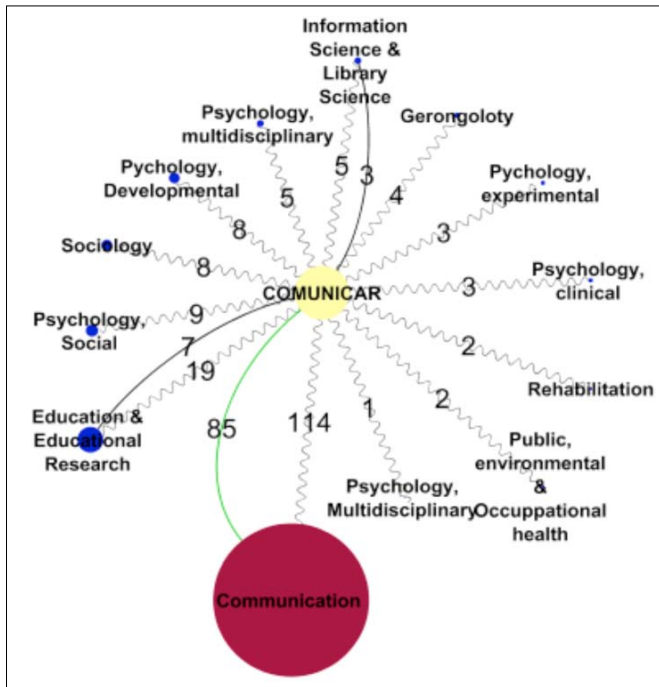 Information
Science &
Library
Science
Psychology,
multidisciplinary
Gerongoloty
Pychology,
Developmental
Pychology,
experimental
5
3
4
5
8
3
Sociology
8
COMUNICAR
3
Psychology,
clinical
Psychology,
Social
9
7
19
2
Rehabilitation
Education &
Educational
Research
85
114
1
2
Public,
environmental
&
Occuppational
health
Psychology,
Multidisciplinary
Communication